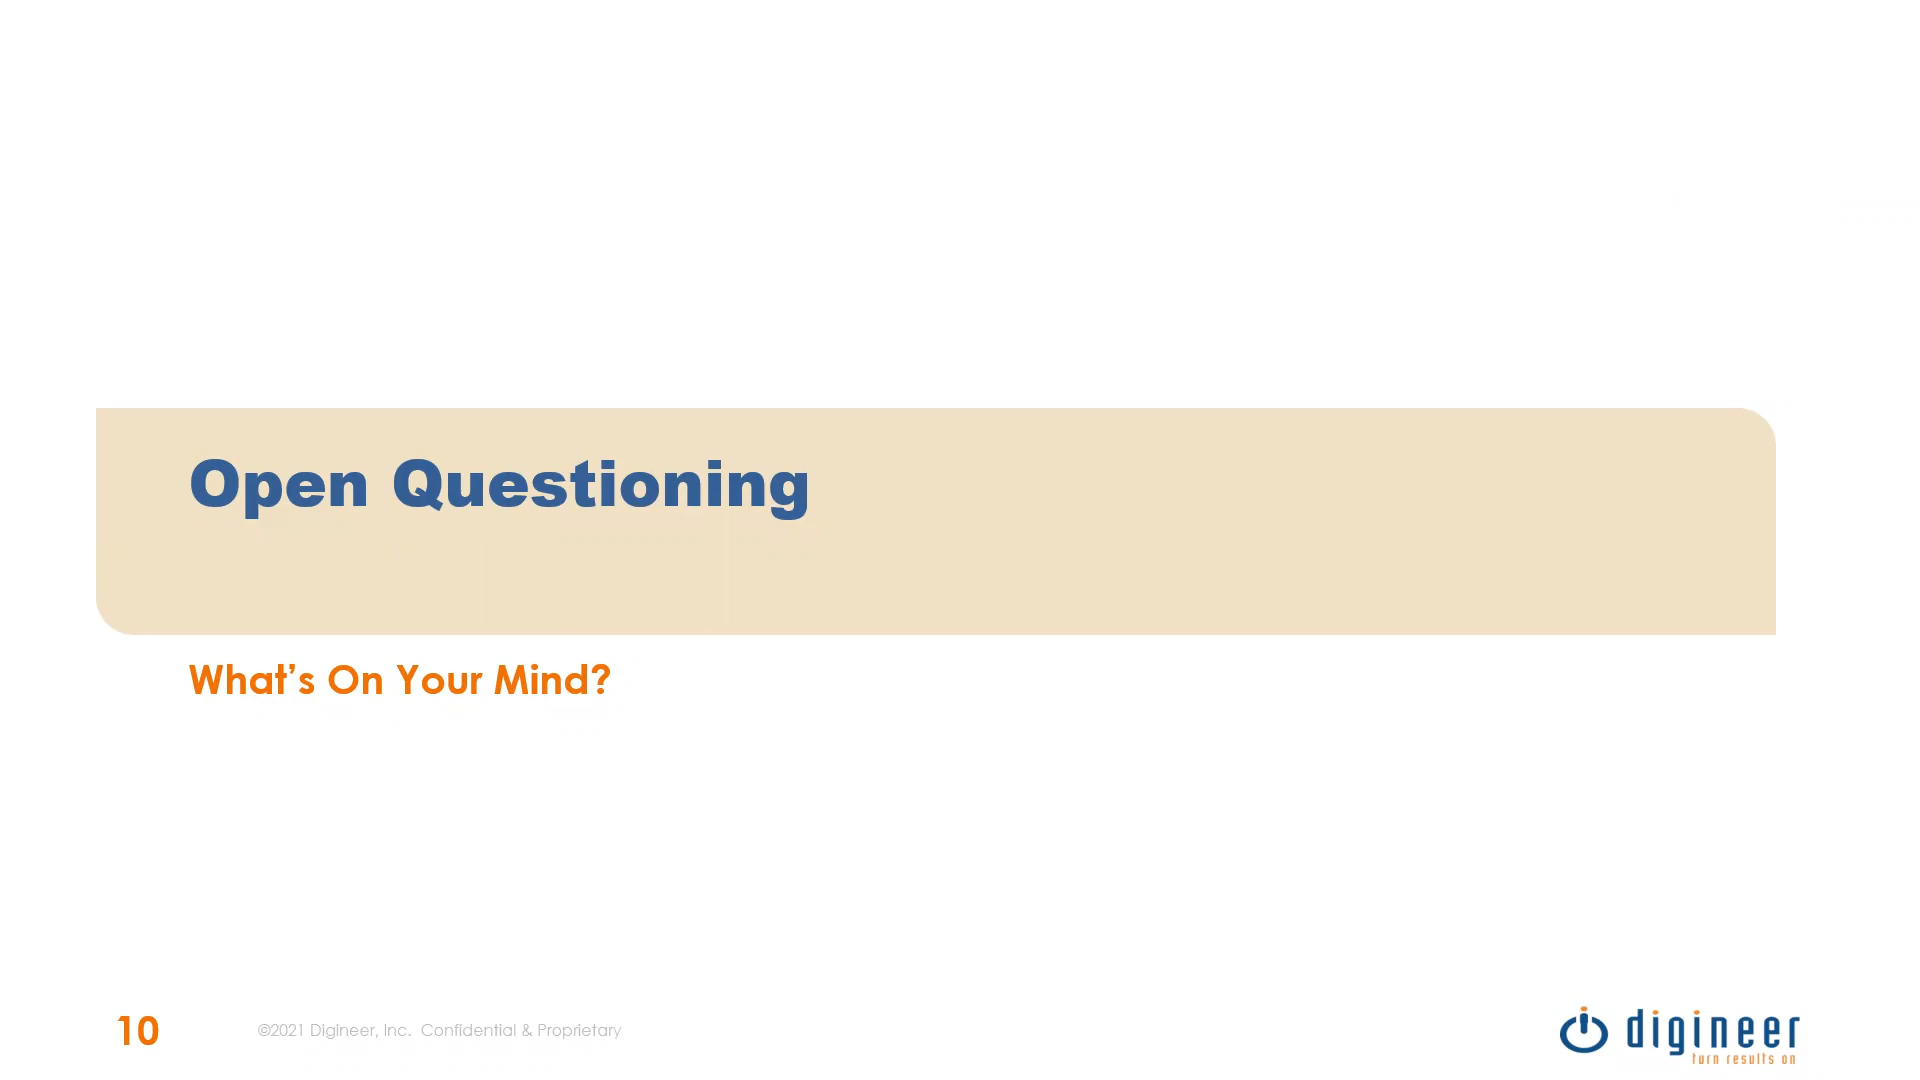 Open Questioning
What’s On Your Mind?
10
©2021 Digineer, Inc.  Confidential & Proprietary
digineer
turn results on